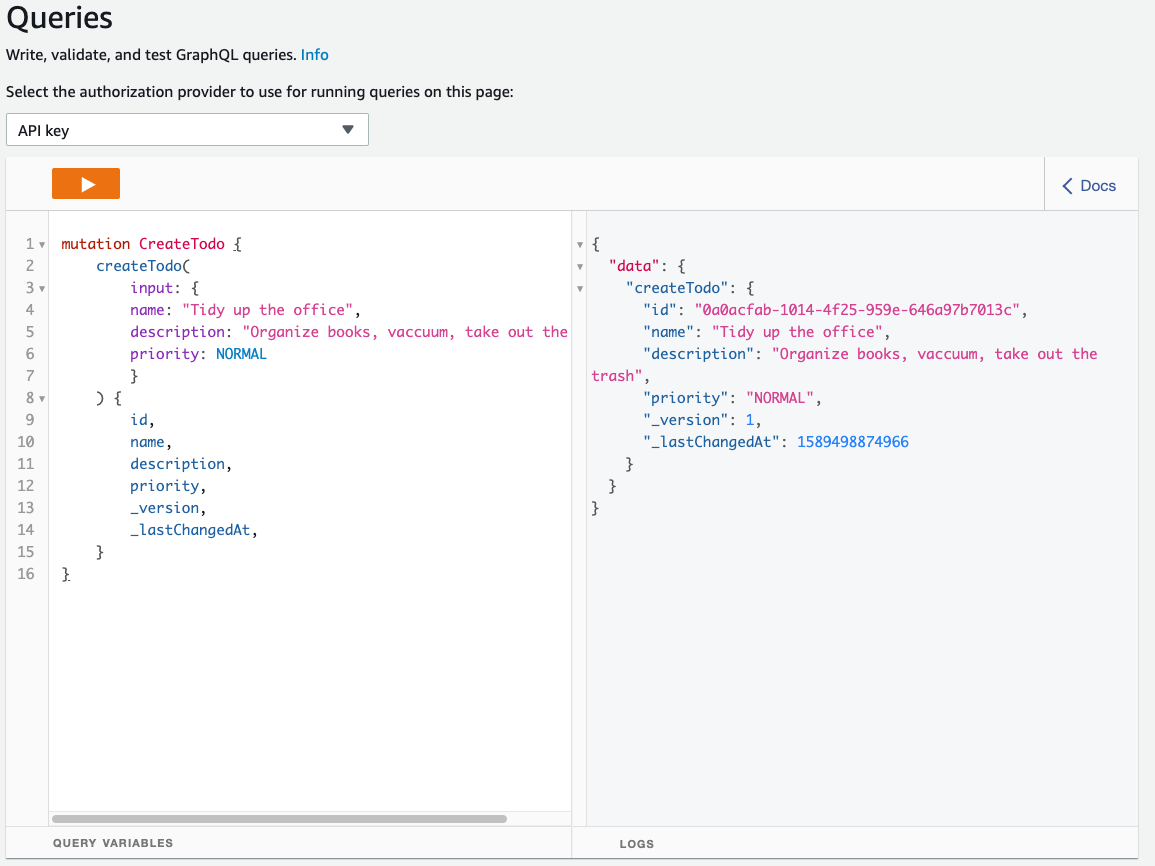 Queries
Write, validate, and test GraphQL queries. Info
Select the authorization provider to use for running queries on this page:
API key
Docs
1 mutation CreateTodo {
2 createTodo(
3 input: {
4 name: "Tidy up the office",
5 description: "Organize books, vaccuum, take out the
6 priority: NORMAL
7 }
8 ) {
9 id,
10 name,
11 description,
12 priority,
13 _version,
14 _lastChangedAt,
15 }
16 }
{
"data": {
"createTodo": {
"id": "0a0acfab-1014-4f25-959e-646a97b7013c",
"name": "Tidy up the office",
"description": "Organize books, vaccuum, take out the
trash",
"priority": "NORMAL",
"_version": 1,
"_lastChangedAt": 1589498874966
}
}
}
QUERY VARIABLES
LOGS